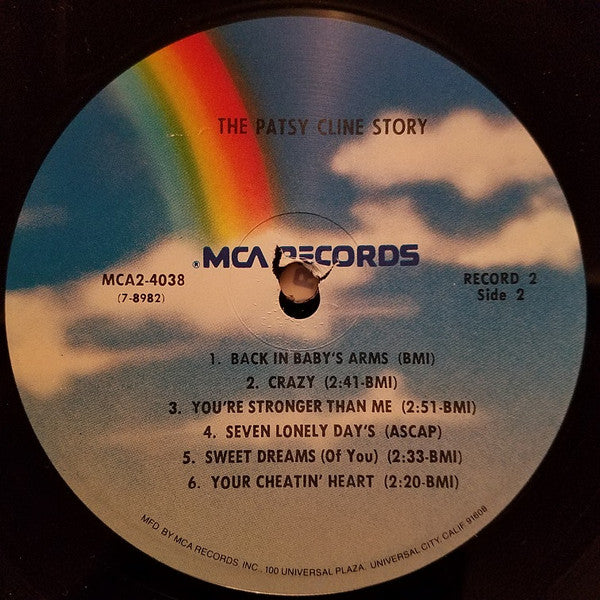 THE PATSY CLINE STORY
® MCA RECORDS
MCA2-4038
(7-8982)
RECORD 2
Side 2
1. BACK IN BABY'S ARMS (BMI)
2. CRAZY (2:41-BMI)
3. YOU'RE STRONGER THAN ME (2:51-BMI)
4. SEVEN LONELY DAY'S (ASCAP)
5. SWEET DREAMS (Of You) (2:33-BMI)
6. YOUR CHEATIN' HEART (2:20-BMI)
MFD BY MCA RECORDS INC., 100 UNIVERSAL PLAZA, UNIVERSAL CITY, CALIF. 91608